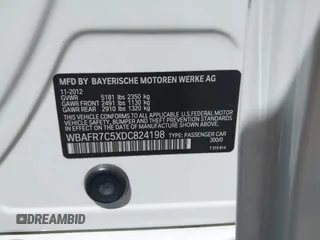 MFD BY BAYERISCHE MOTOREN WERKE AG
11-2012
GVWR 5181 lbs 2350 kg
GAWR FRONT 2491 lbs 1130 kg
GAWR REAR 2910 lbs 1320 kg
THIS VEHICLE CONFORMS TO ALL APPLICABLE U.S. FEDERAL
MOTOR VEHICLE SAFETY, BUMPER, AND THEFT PREVENTION
STANDARDS IN EFFECT ON THE DATE OF MANUFACTURE SHOWN ABOVE.
WBAFR7C5XDC824198 TYPE: PASSENGER CAR
300/0
DREAMBID